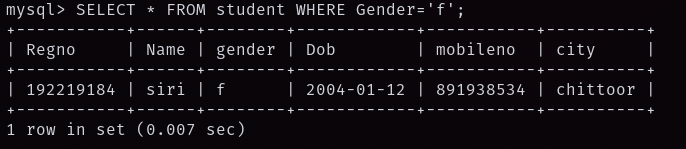 mysql> SELECT * FROM student WHERE Gender='f';
+-----------+------+--------+------------+-----------+----------+
| Regno     | Name | gender | Dob        | mobileno  | city     |
+-----------+------+--------+------------+-----------+----------+
| 192219184 | siri | f      | 2004-01-12 | 891938534 | chittoor |
+-----------+------+--------+------------+-----------+----------+
1 row in set (0.007 sec)